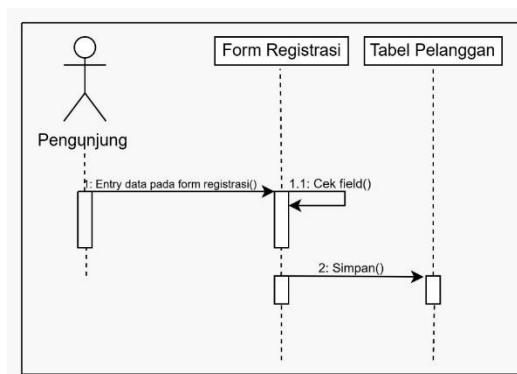 Form Registrasi
Tabel Pelanggan
Pengunjung
1: Entry data pada form registrasi()
1.1: Cek field()
2: Simpan()